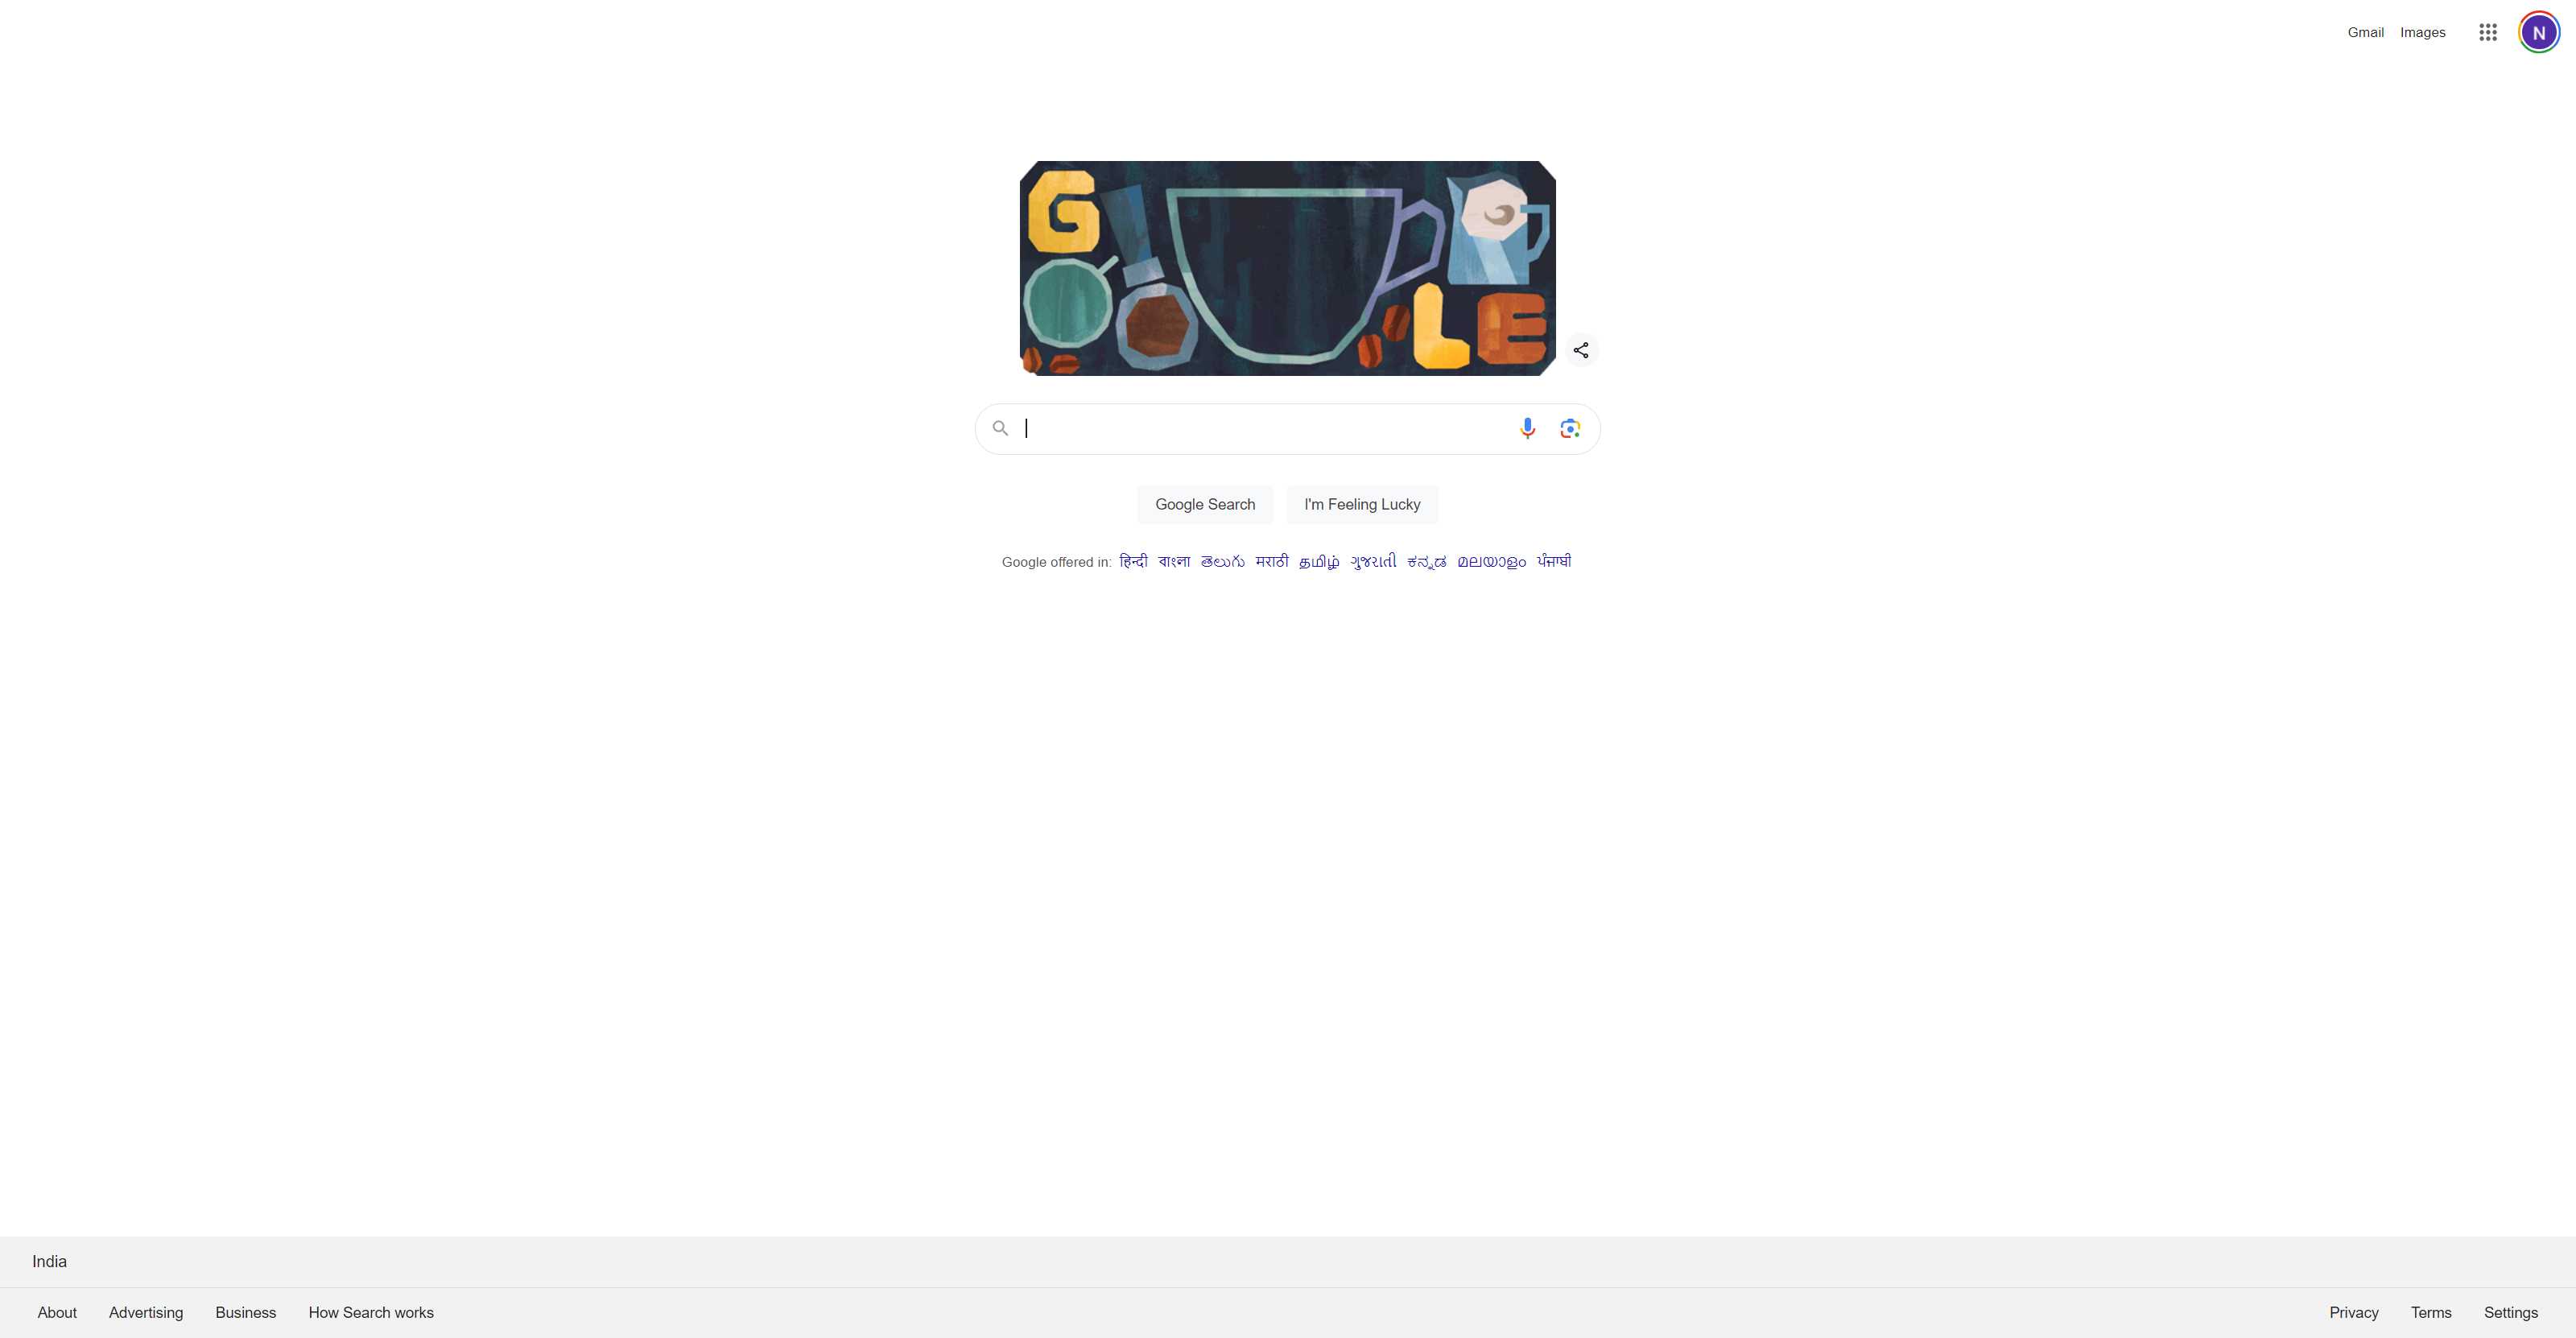 Gmail Images N
GOOGLE
Google Search I'm Feeling Lucky
Google offered in: हिन्दी বাংলা తెలుగు मराठी தமிழ் ગુજરાતી ಕನ್ನಡ മലയാളം ਪੰਜਾਬੀ
India
About Advertising Business How Search works Privacy Terms Settings